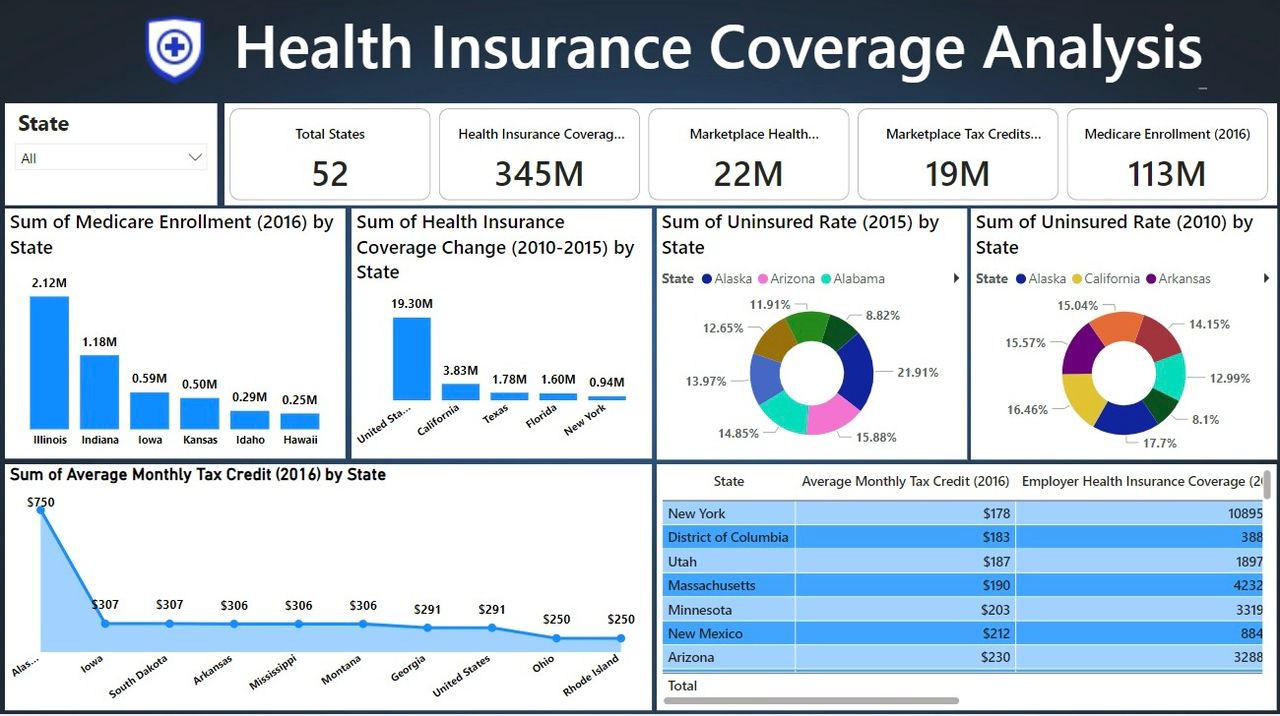 Health Insurance Coverage Analysis
State
All
Total States
52
Health Insurance Coverag...
345M
Marketplace Health...
22M
Marketplace Tax Credits...
19M
Medicare Enrollment (2016)
113M
Sum of Medicare Enrollment (2016) by
State
2.12M
1.18M
0.59M
0.50M
0.29M
0.25M
Illinois
Indiana
Iowa
Kansas
Idaho
Hawaii
Sum of Health Insurance
Coverage Change (2010-2015) by
State
19.30M
3.83M
1.78M
1.60M
0.94M
United Sta...
California
Texas
Florida
New York
Sum of Uninsured Rate (2015) by
State
State Alaska Arizona Alabama
11.91%
8.82%
12.65%
21.91%
13.97%
14.85%
15.88%
Sum of Uninsured Rate (2010) by
State
State Alaska California Arkansas
15.04%
14.15%
15.57%
12.99%
16.46%
8.1%
17.7%
Sum of Average Monthly Tax Credit (2016) by State
$750
$307
$307
$306
$306
$306
$291
$291
$250
$250
Alas...
Iowa
South Dakota
Arkansas
Mississippi
Montana
Georgia
United States
Ohio
Rhode Island
State Average Monthly Tax Credit (2016) Employer Health Insurance Coverage (20
New York $178 10895
District of Columbia $183 388
Utah $187 1897
Massachusetts $190 4232
Minnesota $203 3319
New Mexico $212 884
Arizona $230 3288
Total